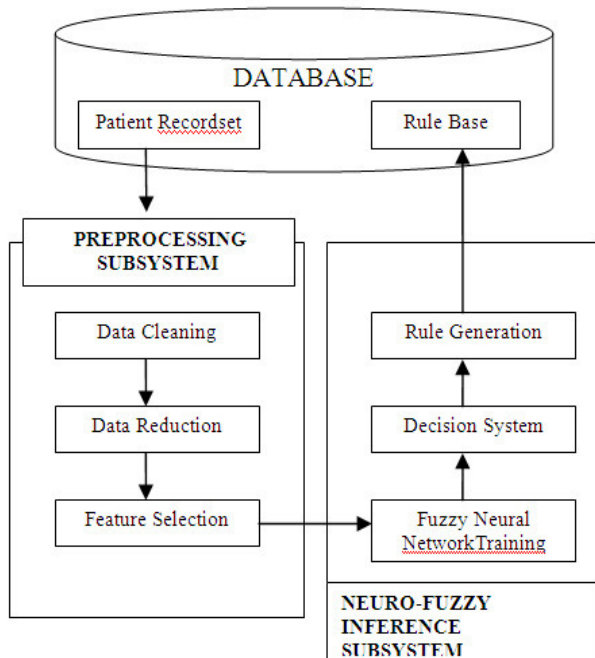 DATABASE
Patient Recordset
Rule Base
PREPROCESSING
SUBSYSTEM
Data Cleaning
Data Reduction
Feature Selection
Rule Generation
Decision System
Fuzzy Neural
NetworkTraining
NEURO-FUZZY
INFERENCE
SUBSYSTEM